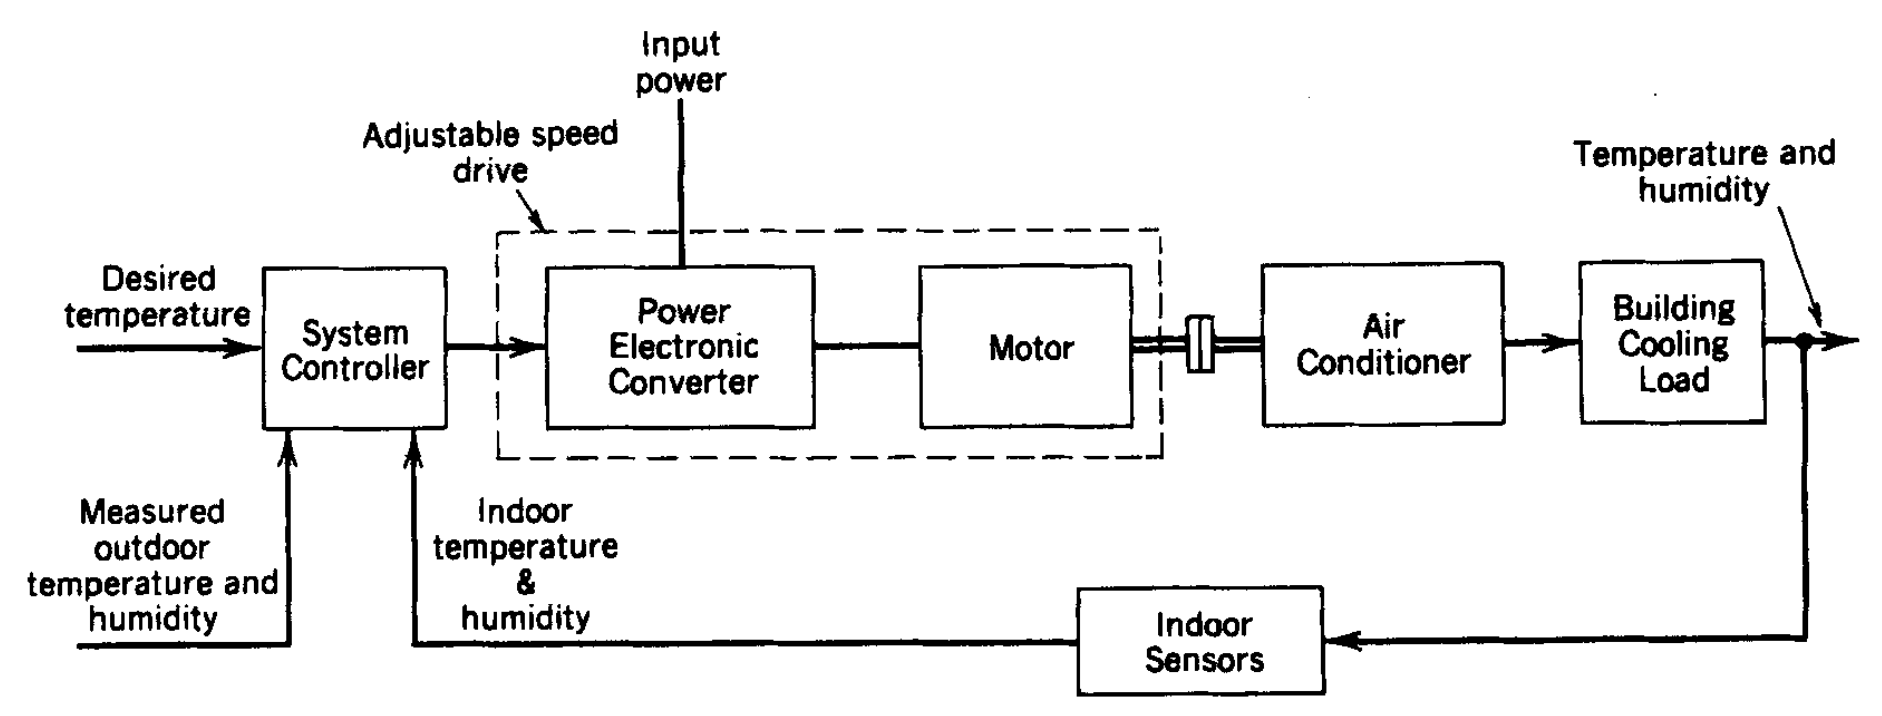 Input
power
Adjustable speed
drive
Temperature and
humidity
Desired
temperature
System
Controller
Power
Electronic
Converter
Motor
Air
Conditioner
Building
Cooling
Load
Measured
outdoor
temperature and
humidity
Indoor
temperature
&
humidity
Indoor
Sensors